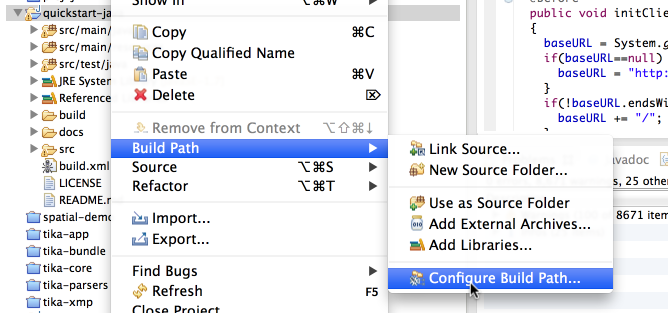 quickstart-ja
src/main/
src/main/
src/test/ja
JRE System
Reference
build
docs
src
build.xml
LICENSE
README.
spatial-demo
tika-app
tika-bundle
tika-core
tika-parsers
tika-xmp
Show In ⌥⌘W ▶
Copy ⌘C
Copy Qualified Name
Paste ⌘V
Delete ⌦
Remove from Context ⌥⇧⌘↓
Build Path ▶
Source ⌥⌘S ▶
Refactor ⌥⌘T ▶
Import...
Export...
Find Bugs ▶
Refresh F5
Close Project
Link Source...
New Source Folder...
Use as Source Folder
Add External Archives...
Add Libraries...
Configure Build Path...
@Before
public void initClie
{
baseURL = System.g
if(baseURL==null)
baseURL = "http:
}
if(!baseURL.endsWi
baseURL += "/";
}
avadoc
, 25 other
8671 item